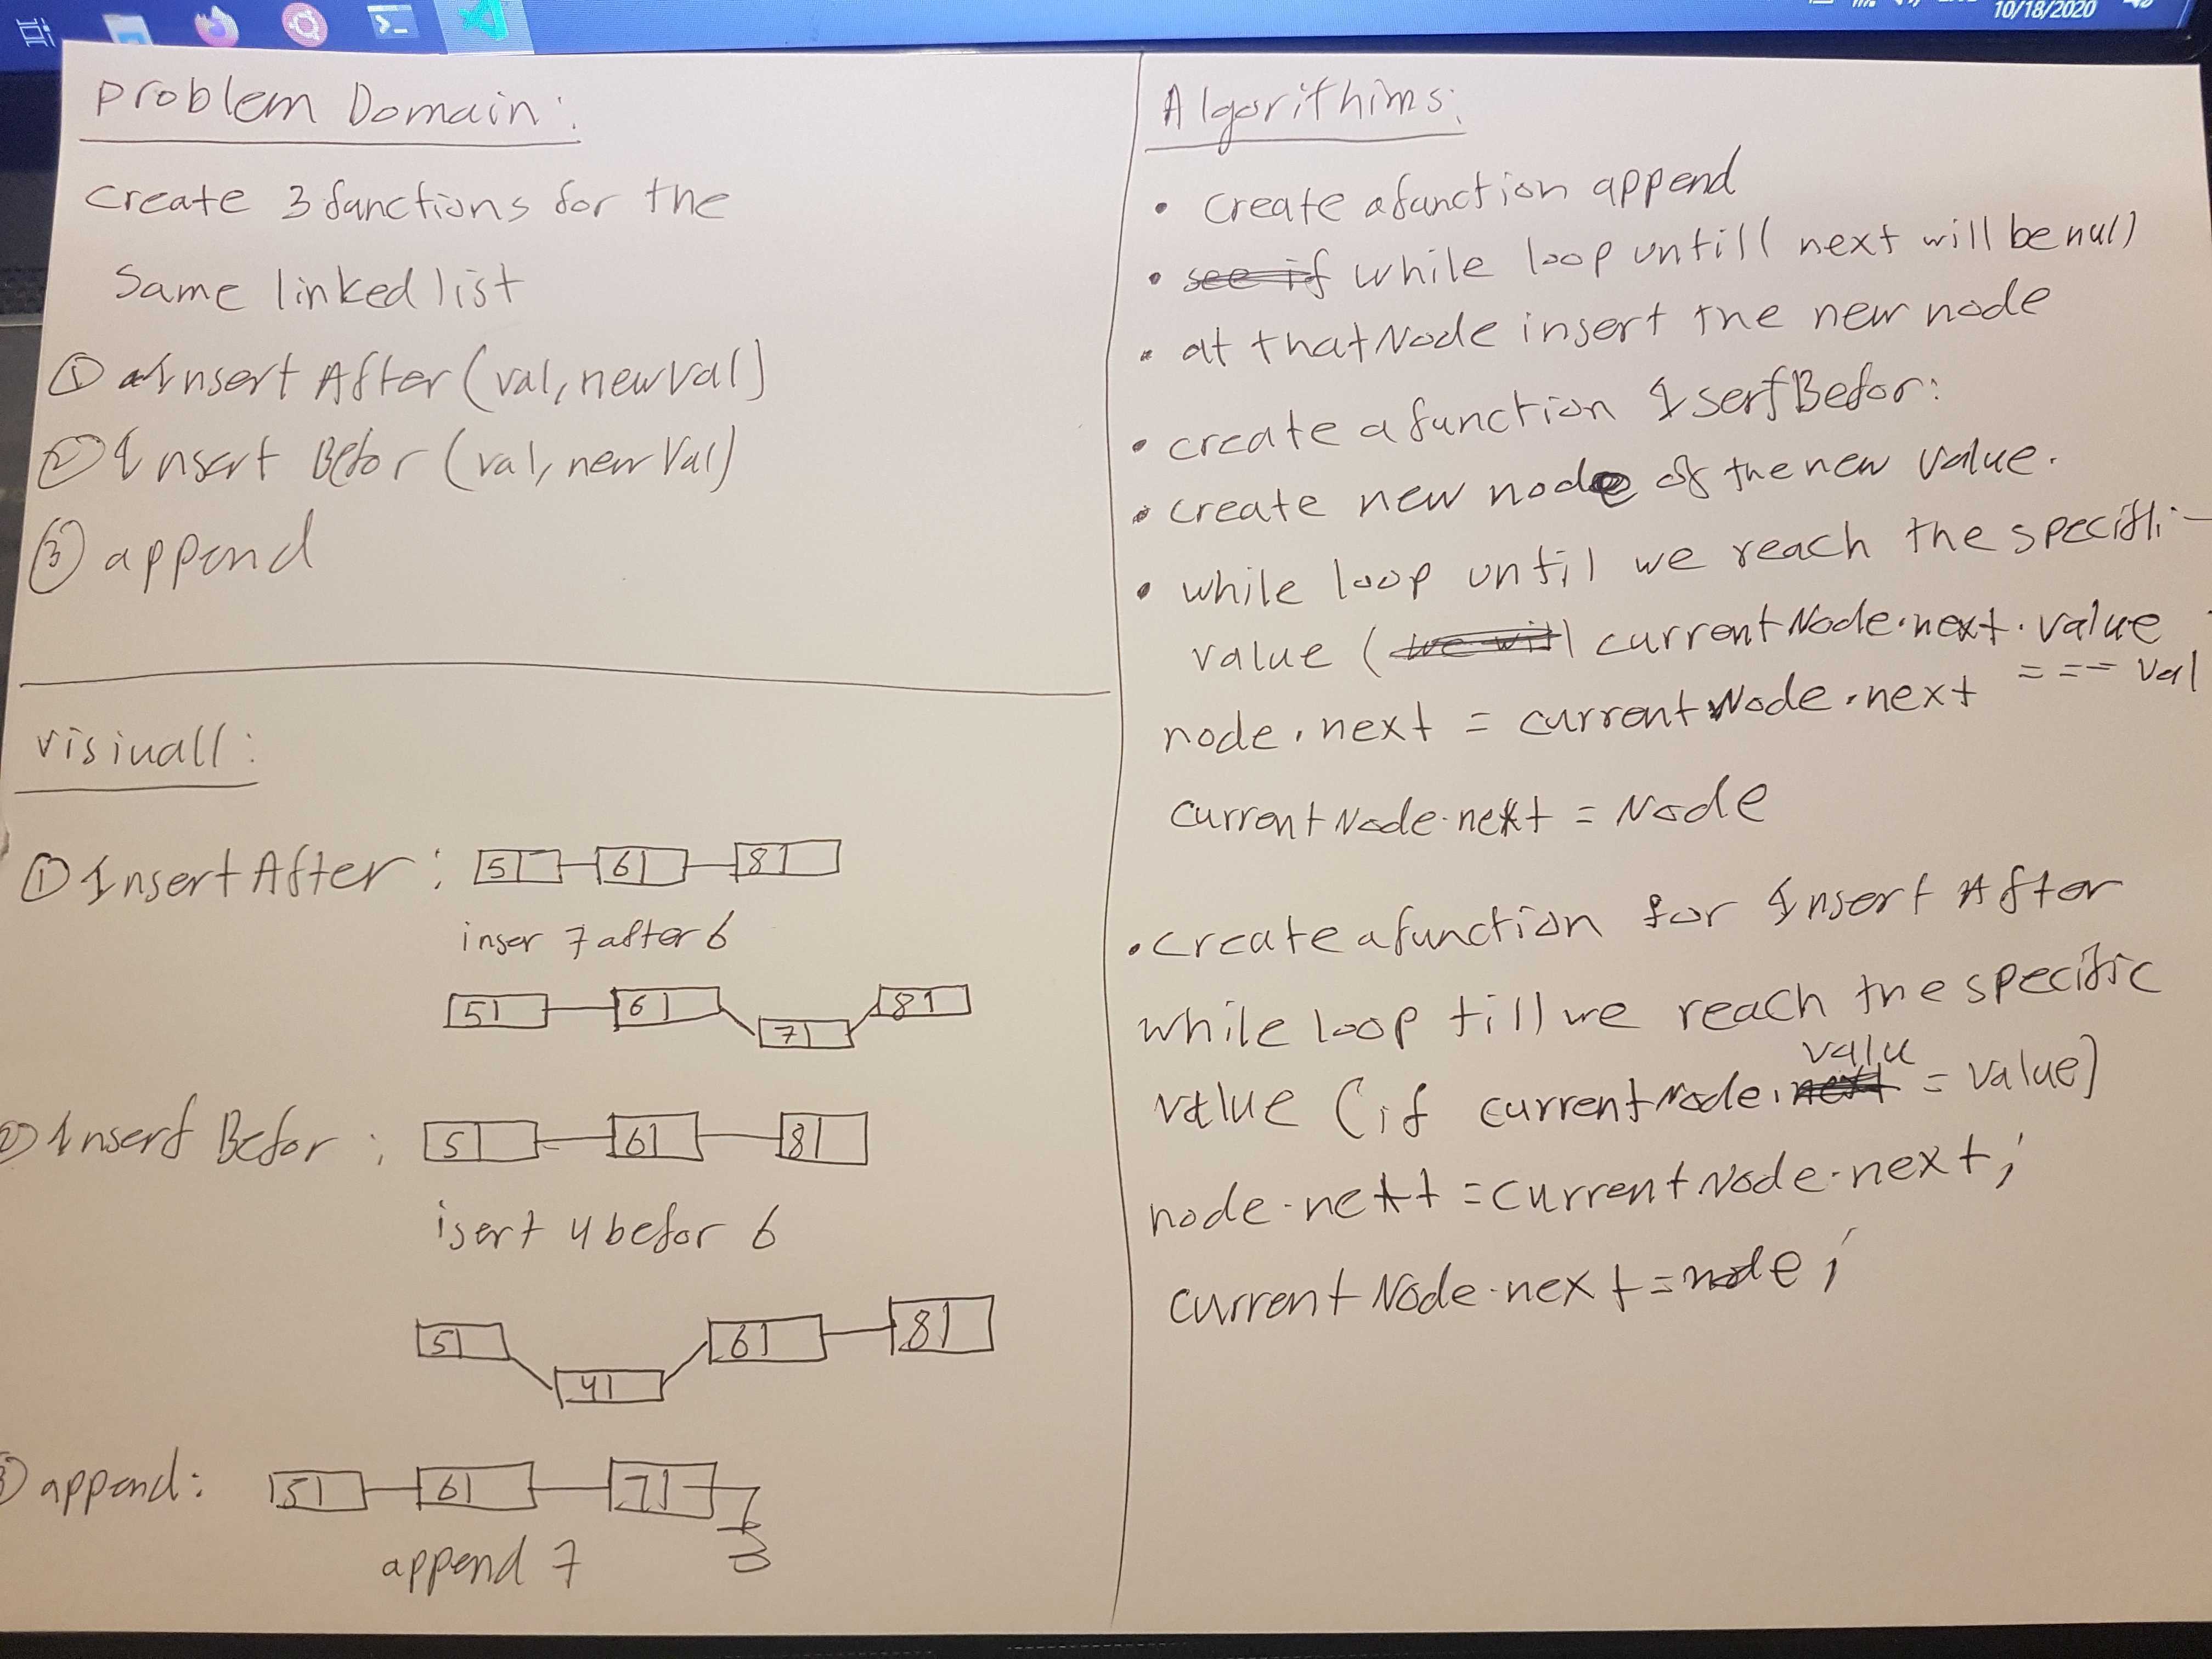 10/18/2020
Problem Domain:
create 3 functions for the
Same linked list
① Insert After (val, newval)
② Insert Befor (val, new Val)
③ append
visiuall:
① Insert After: 5 6 8
inser 7 after 6
5 6 7 8
② Insert Befor: 5 6 8
isert 4 befor 6
5 4 6 8
③ append: 5 6 7
append 7
Algorithims:
• create a function append
• see if while loop untill next will be null
• at that Node insert the new node
• create a function IserfBefor:
• create new node of the new value.
• while loop until we reach the
value (we will currentNode.next.value
=== val
node.next = currentNode.next
currentNode.next = Node
• create a function for Insert After
while loop till we reach the specific
valu
value (if currentNode.next = value)
node.next = currentNode.next;
currentNode.next = node;